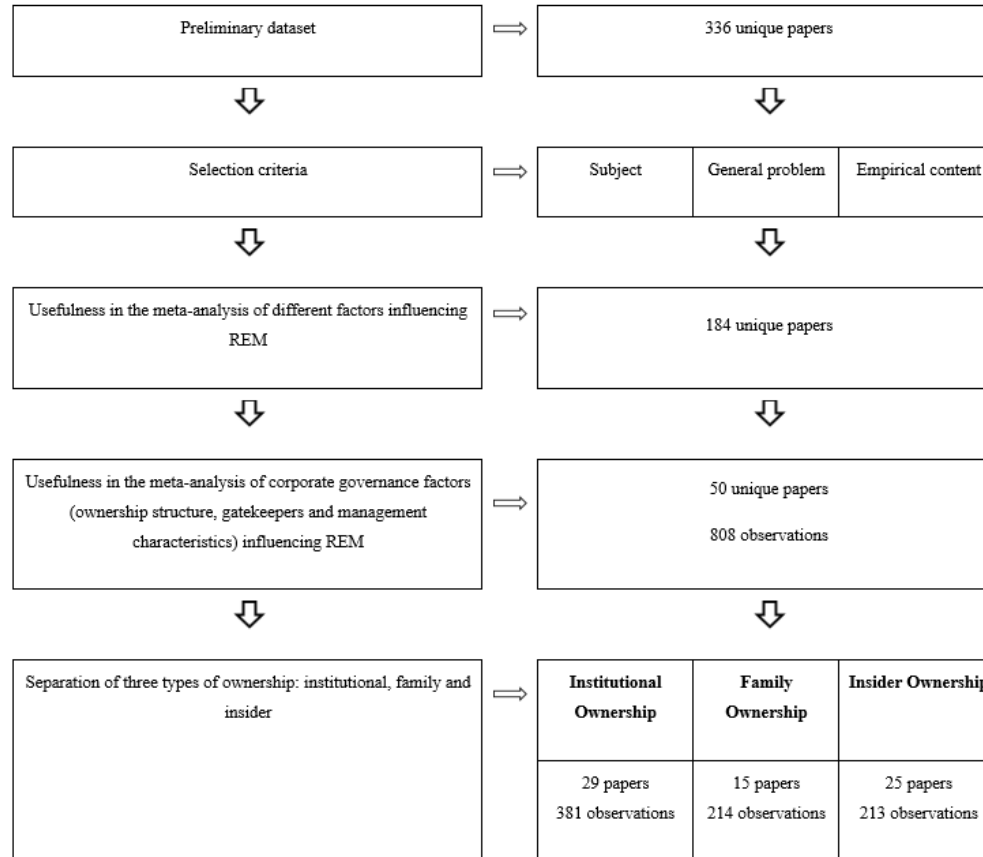 Preliminary dataset
336 unique papers
Selection criteria
Subject
General problem
Empirical content
Usefulness in the meta-analysis of different factors influencing
REM
184 unique papers
Usefulness in the meta-analysis of corporate governance factors
(ownership structure, gatekeepers and management
characteristics) influencing REM
50 unique papers
808 observations
Separation of three types of ownership: institutional, family and
insider
Institutional
Ownership
Family
Ownership
Insider Ownership
29 papers
381 observations
15 papers
214 observations
25 papers
213 observations